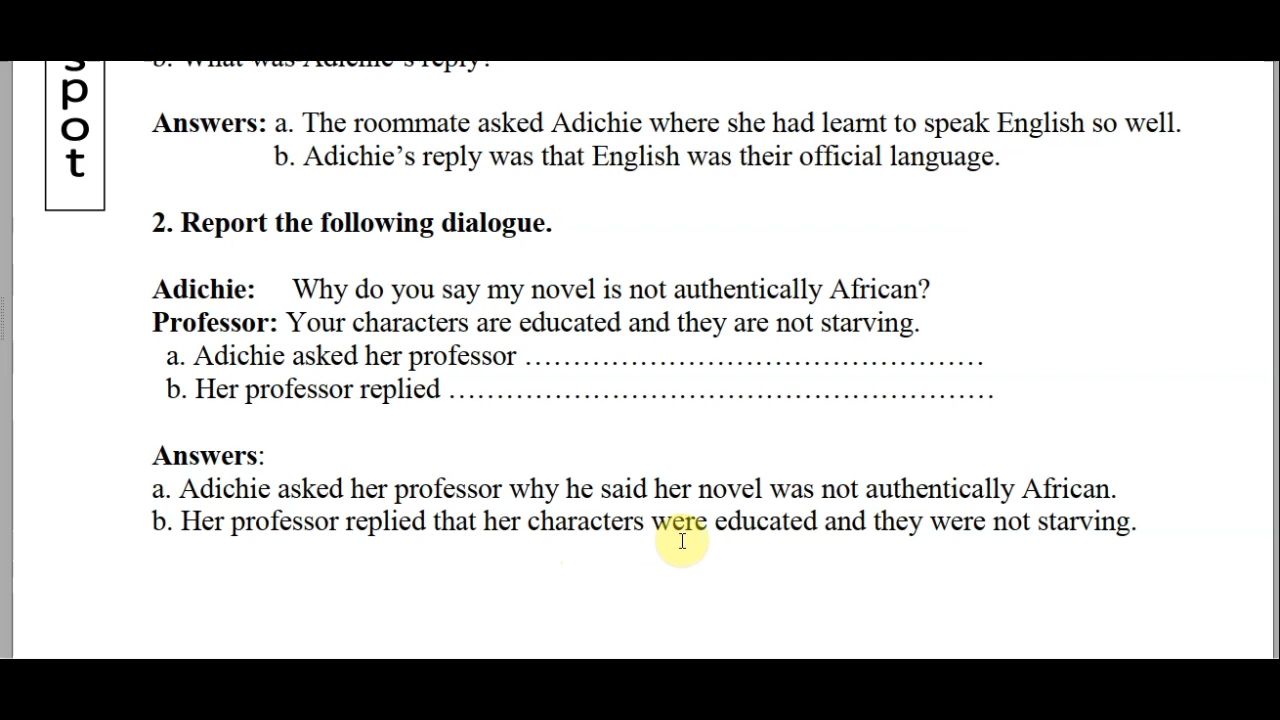 s
p
o
t
b. What was Adichie's reply?
Answers: a. The roommate asked Adichie where she had learnt to speak English so well.
b. Adichie’s reply was that English was their official language.
2. Report the following dialogue.
Adichie: Why do you say my novel is not authentically African?
Professor: Your characters are educated and they are not starving.
a. Adichie asked her professor ……………………………………………………
b. Her professor replied ……………………………………………………………
Answers:
a. Adichie asked her professor why he said her novel was not authentically African.
b. Her professor replied that her characters were educated and they were not starving.